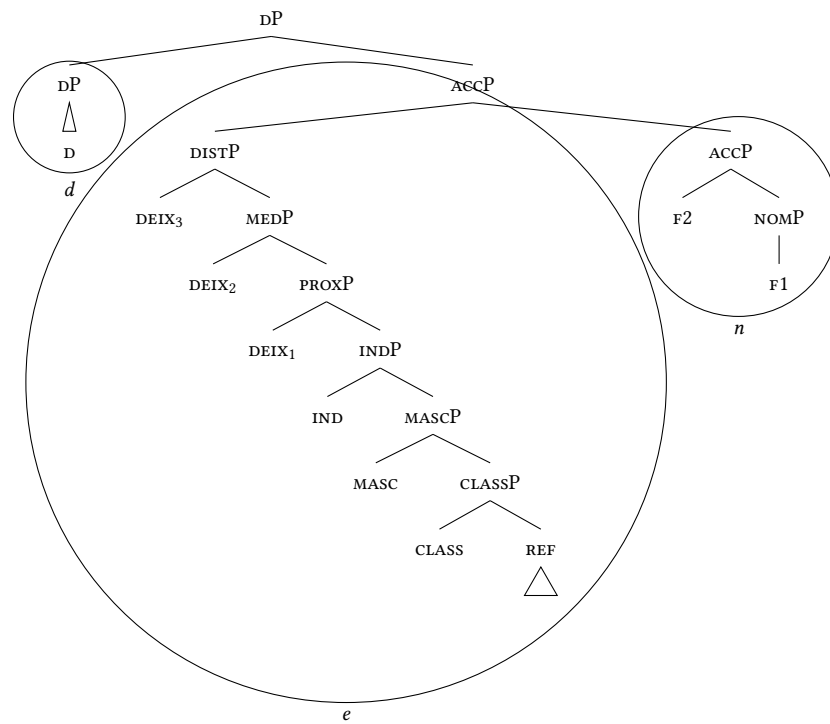 DP
DP ACCP
D DISTP ACCP
d DEIX3 MEDP F2 NOMP
DEIX2 PROXP F1
DEIX1 INDP n
IND MASCP
MASC CLASSP
CLASS REF
e